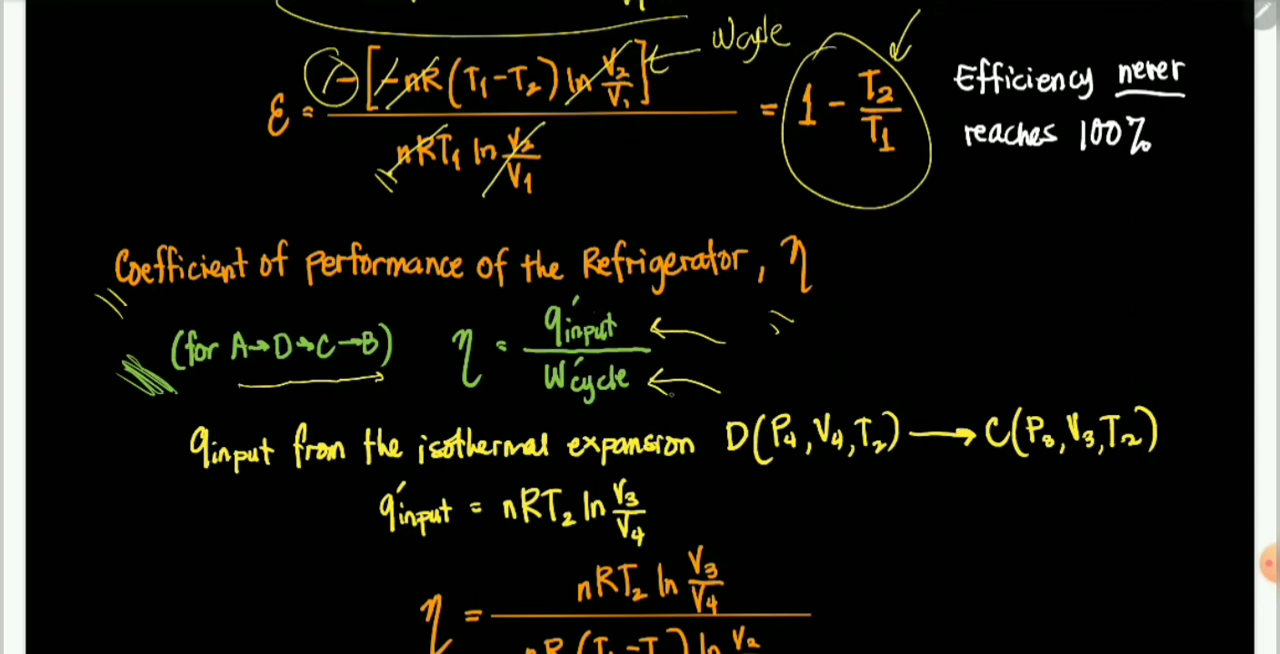 Wcycle
ε = -[-nR(T₁-T₂) ln V₂/V₁] / nRT₁ ln V₂/V₁ = 1 - T₂/T₁
Efficiency never
reaches 100%
Coefficient of performance of the Refrigerator, η
(for A→D→C→B) η = q'input / W'cycle
qinput from the isothermal expansion D(P₄,V₄,T₂) → C(P₃,V₃,T₂)
q'input = nRT₂ ln V₃/V₄
η = nRT₂ ln V₃/V₄